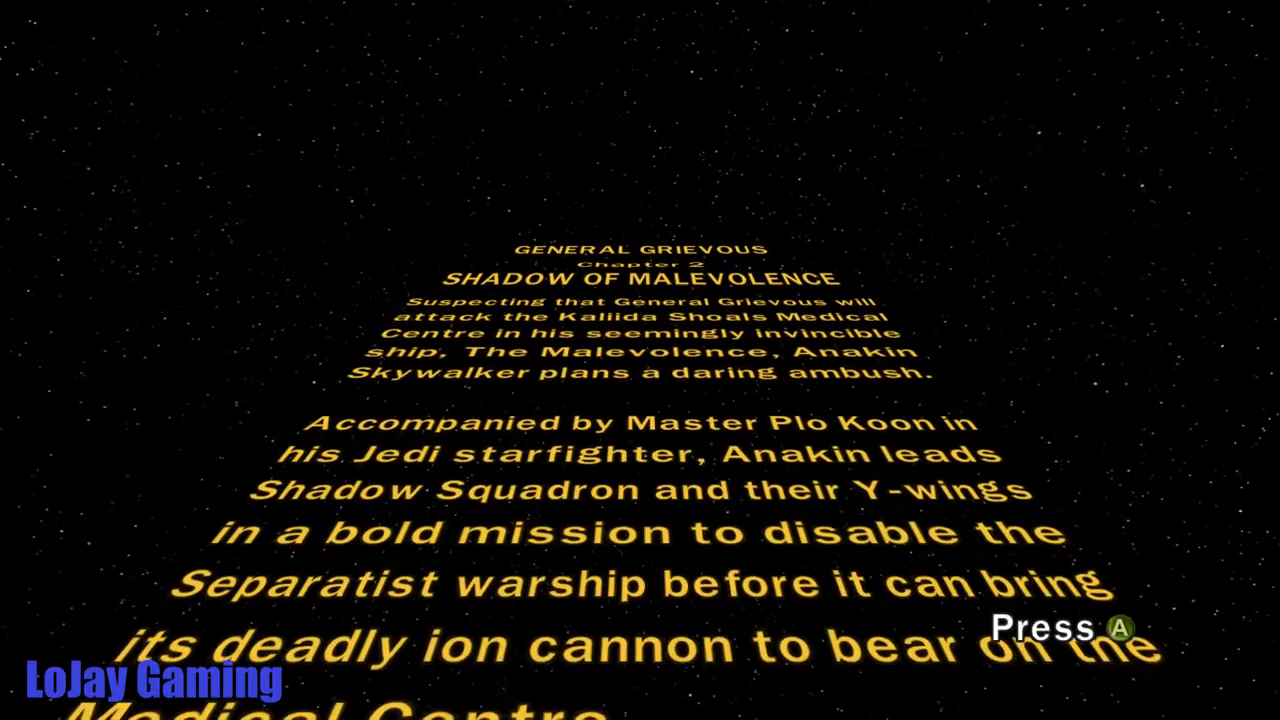 GENERAL GRIEVOUS
Chapter 2
SHADOW OF MALEVOLENCE
Suspecting that General Grievous will
attack the Kaliida Shoals Medical
Centre in his seemingly invincible
ship, The Malevolence, Anakin
Skywalker plans a daring ambush.
Accompanied by Master Plo Koon in
his Jedi starfighter, Anakin leads
Shadow Squadron and their Y-wings
in a bold mission to disable the
Separatist warship before it can bring
its deadly ion cannon to bear on the
Medical Centre
Press A
LoJay Gaming